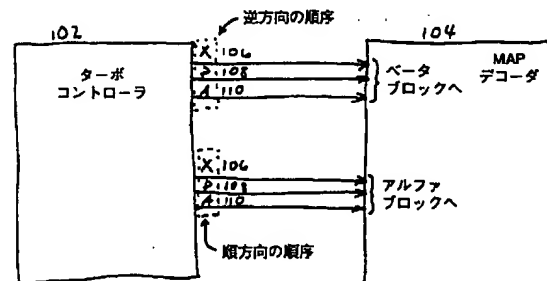 逆方向の順序
102
104
X 106
P 108
A 110
ターボ
コントローラ
MAP
デコーダ
ベータ
ブロックへ
X 106
P 108
A 110
アルファ
ブロックへ
順方向の順序